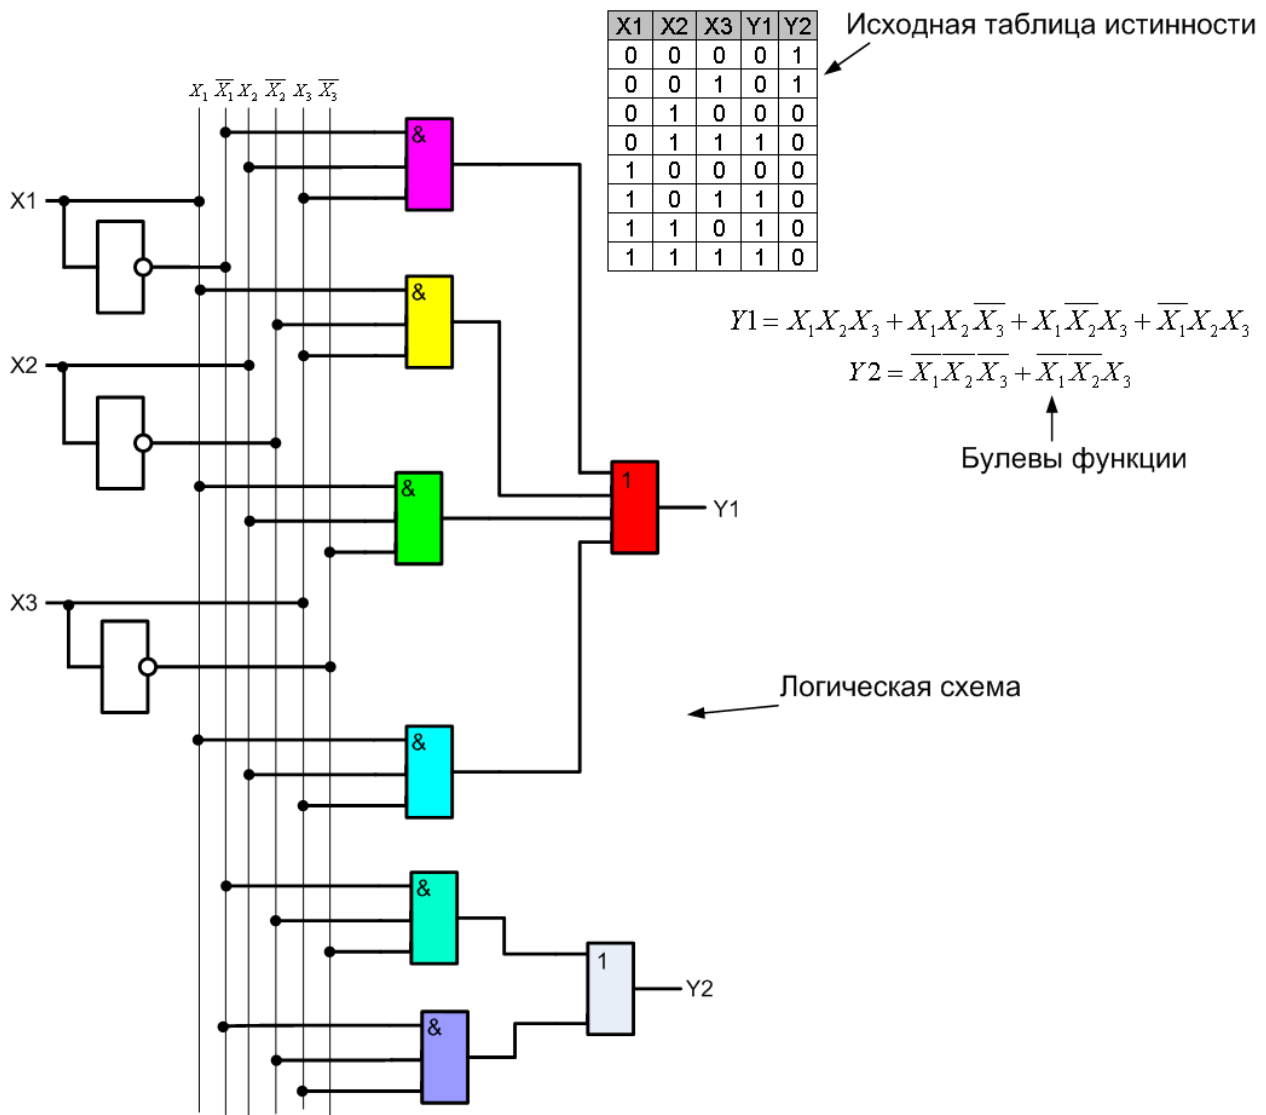 X1 X2 X3 Y1 Y2
0 0 0 0 1
0 0 1 0 1
0 1 0 0 0
0 1 1 1 0
1 0 0 0 0
1 0 1 1 0
1 1 0 1 0
1 1 1 1 0
Исходная таблица истинности
X₁ X̅₁ X₂ X̅₂ X₃ X̅₃
&
X1
&
Y1 = X₁X₂X₃ + X₁X₂X̅₃ + X₁X̅₂X₃ + X̅₁X₂X₃
Y2 = X̅₁X̅₂X̅₃ + X̅₁X̅₂X₃
X2
Булевы функции
&
1
Y1
X3
Логическая схема
&
&
1
Y2
&